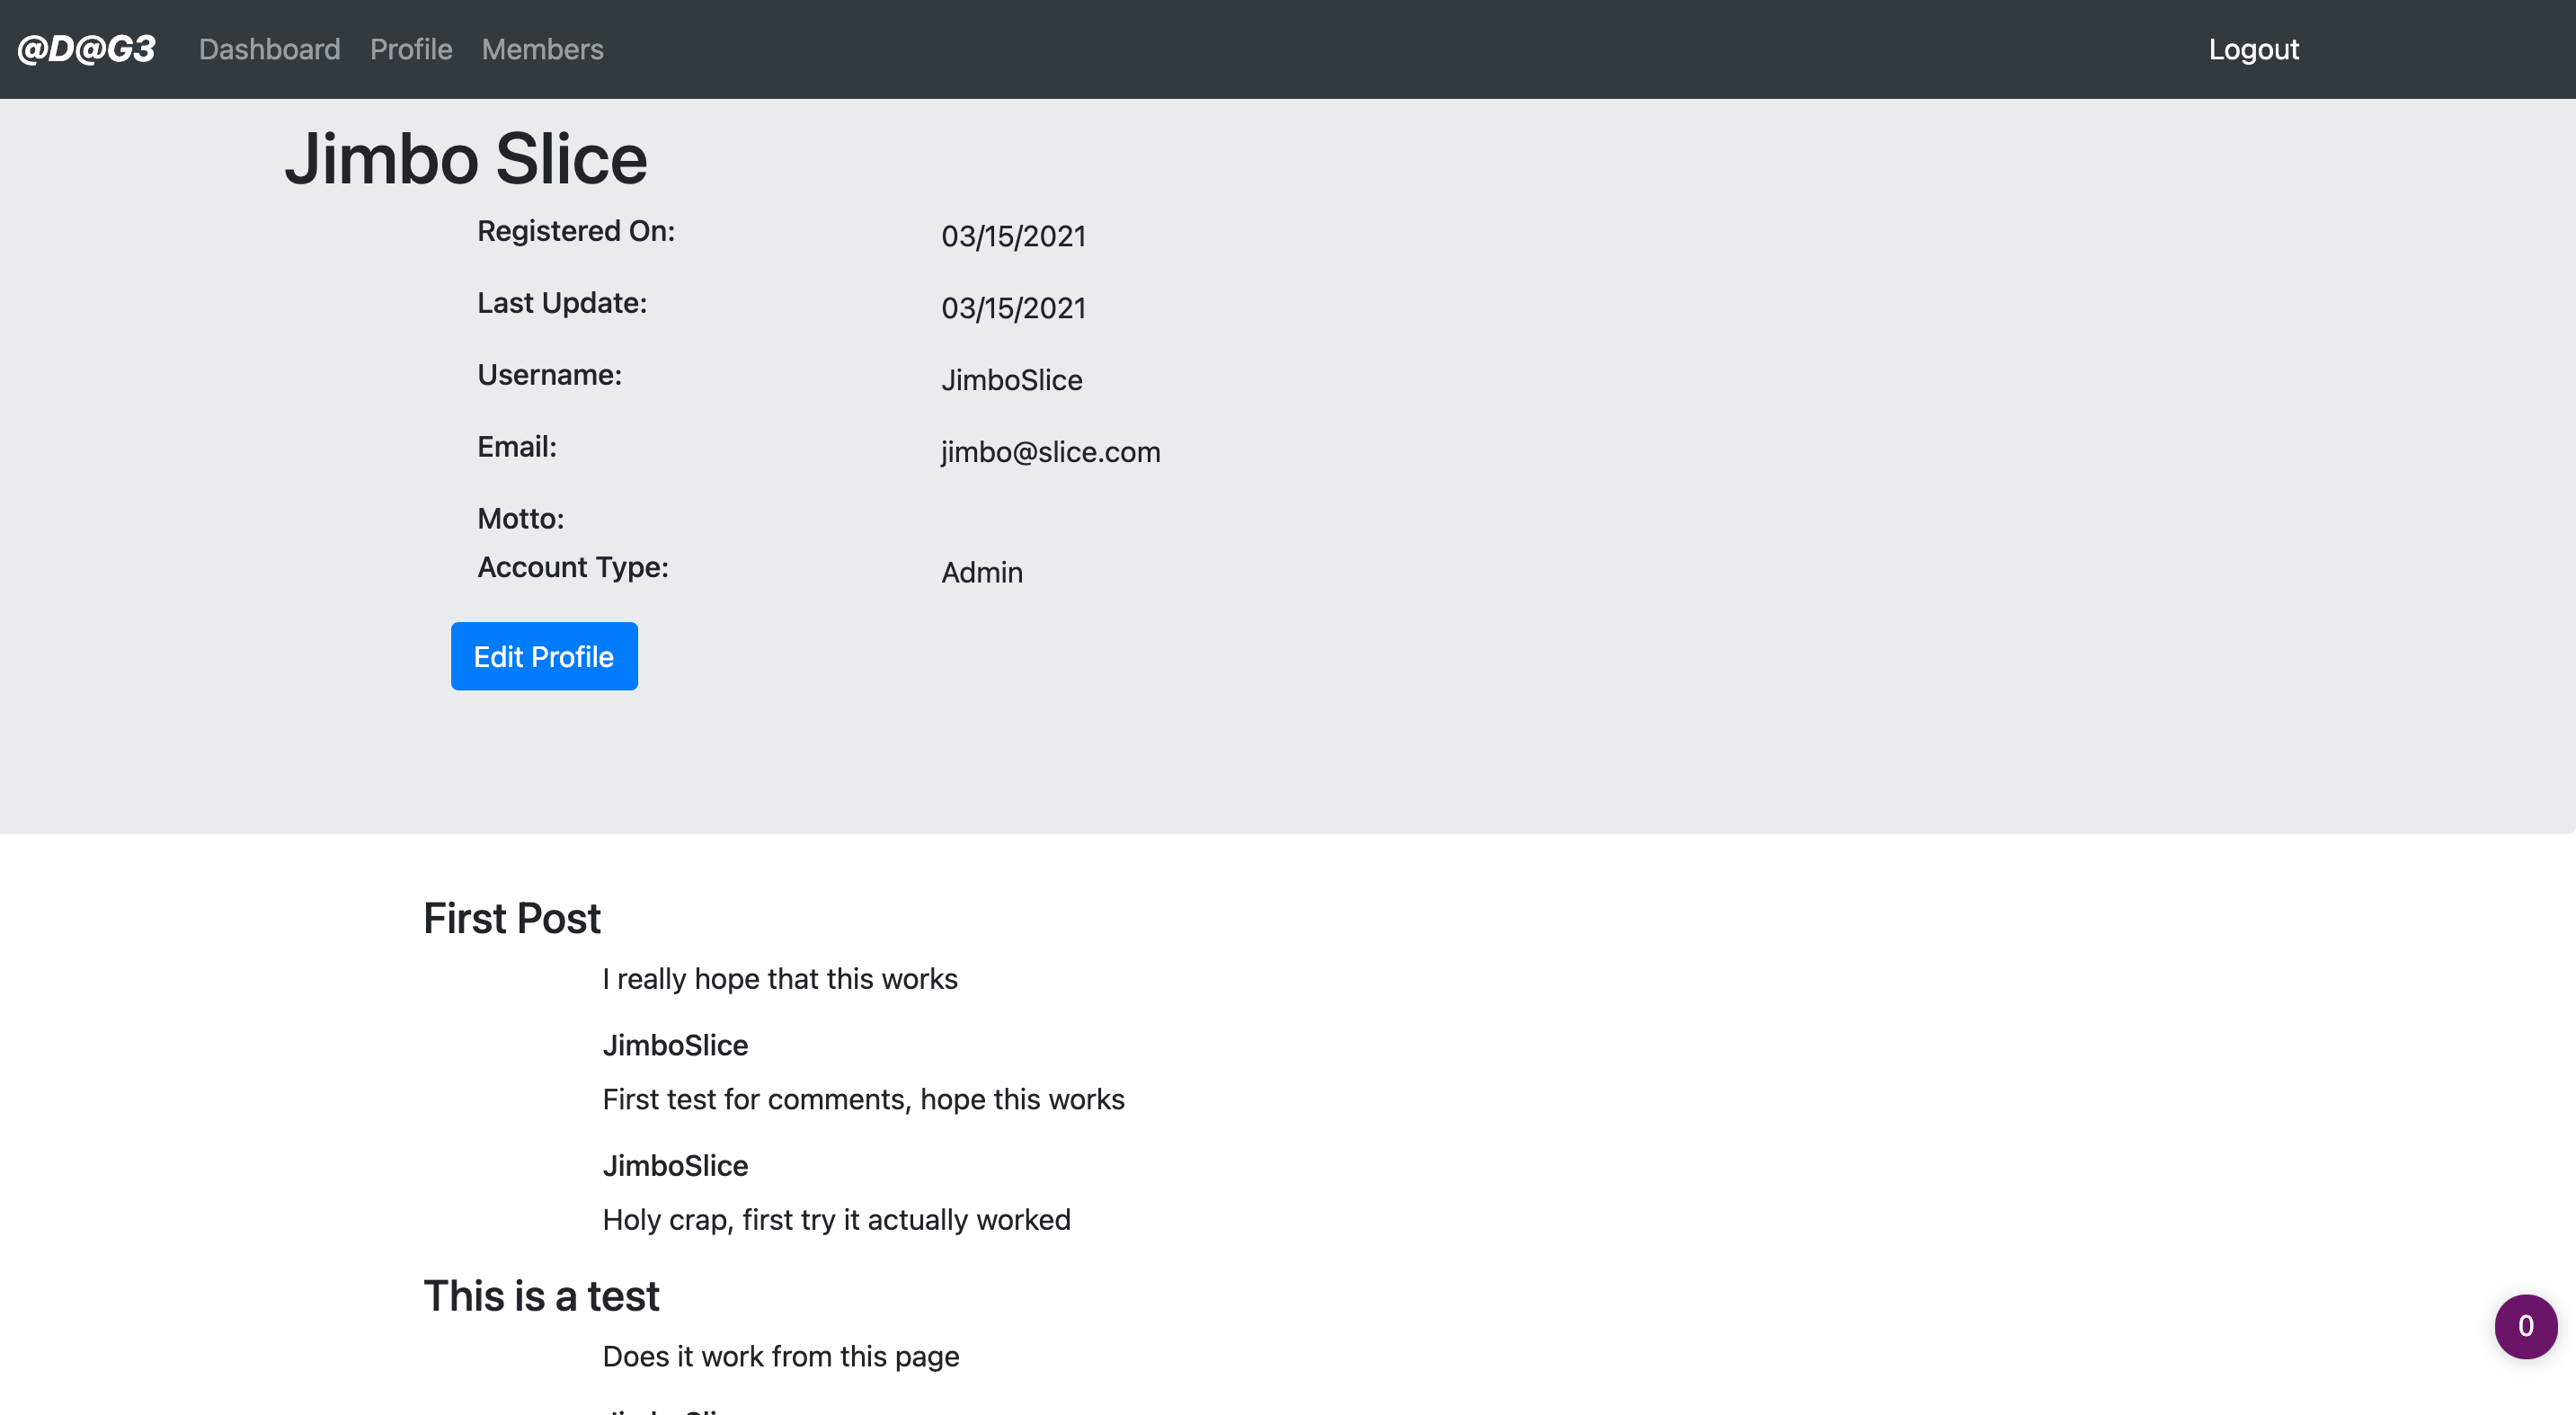 @D@G3 Dashboard Profile Members Logout
Jimbo Slice
Registered On: 03/15/2021
Last Update: 03/15/2021
Username: JimboSlice
Email: jimbo@slice.com
Motto:
Account Type: Admin
Edit Profile
First Post
I really hope that this works
JimboSlice
First test for comments, hope this works
JimboSlice
Holy crap, first try it actually worked
This is a test
0
Does it work from this page